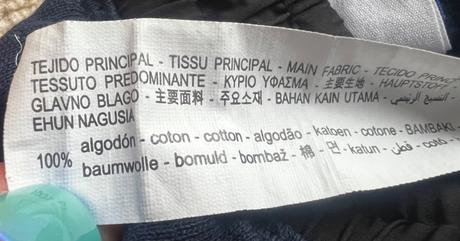 TEJIDO PRINCIPAL - TISSU PRINCIPAL - MAIN FABRIC - TECIDO
TESSUTO PREDOMINANTE - ΚΥΡΙΟ ΥΦΑΣΜΑ - 主要生地 - HAUPTSTOFF
GLAVNO BLAGO - 主要面料 - 주요소재 - BAHAN KAIN UTAMA - النسيج الرئيسي -
EHUN NAGUSIA
100% algodón - coton - cotton - algodão - katoen - cotone - ΒΑΜΒΑΚΙ
baumwolle - bomuld - bombaž - 棉 - 면 - katun - قطن -